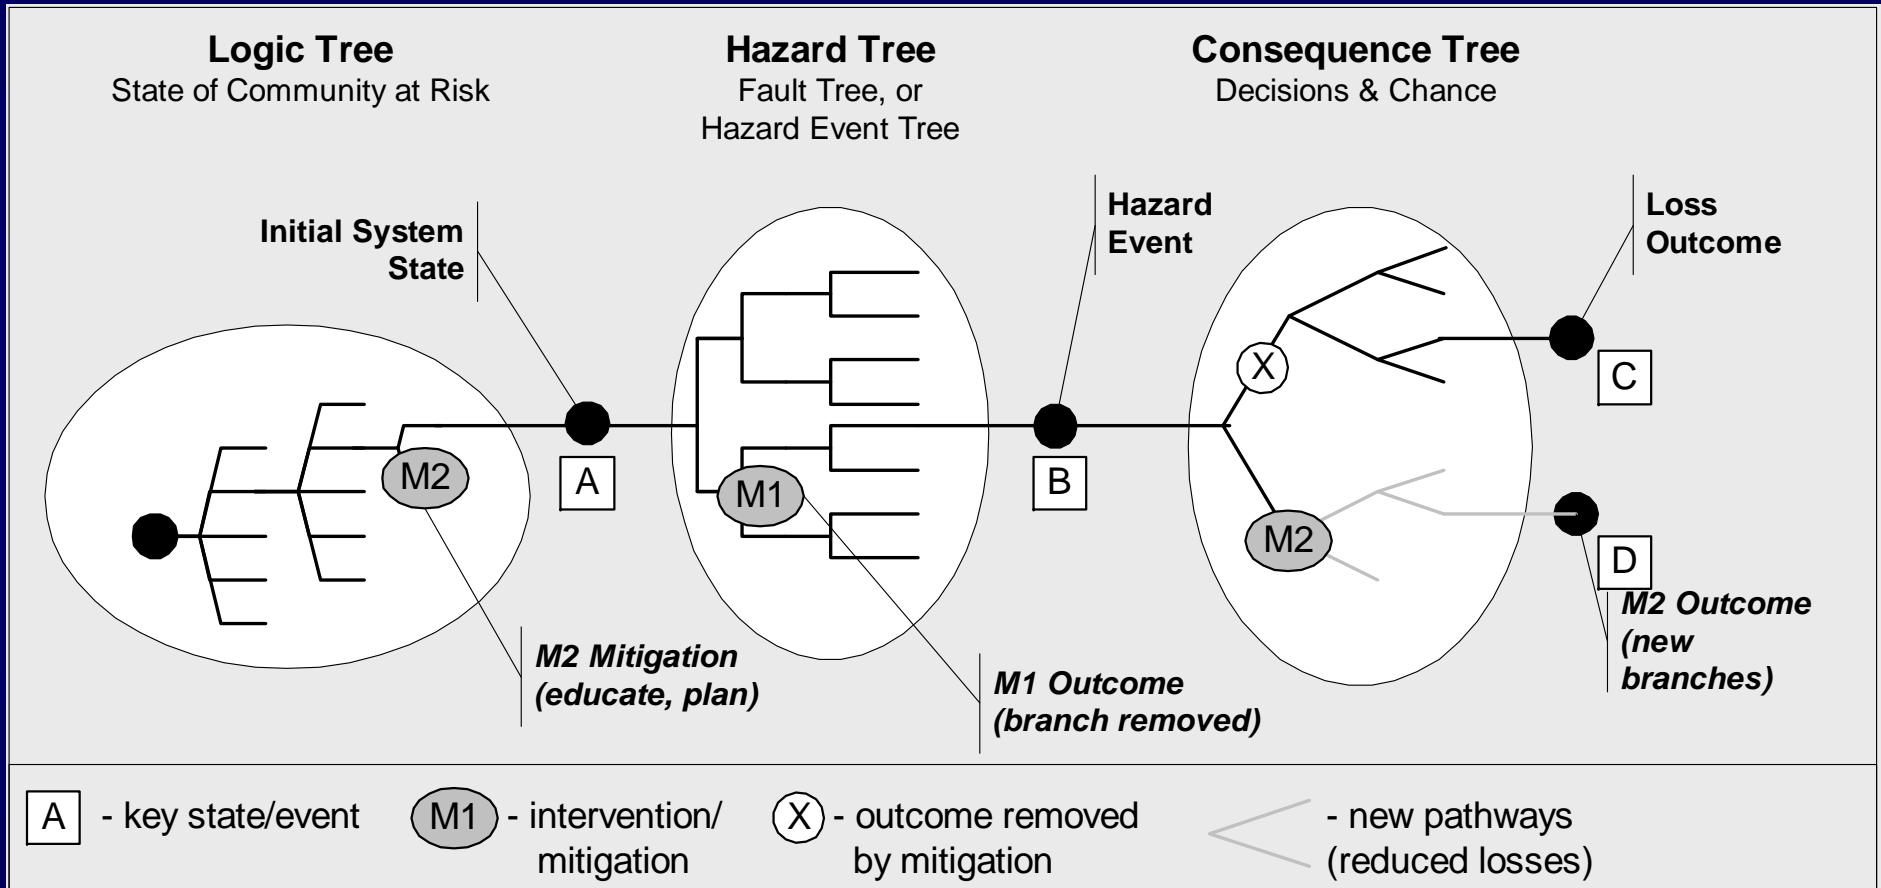 Logic Tree
State of Community at Risk
Hazard Tree
Fault Tree, or
Hazard Event Tree
Consequence Tree
Decisions & Chance
Initial System
State
Hazard
Event
Loss
Outcome
M2
A
M1
B
X
M2
C
D
M2 Mitigation
(educate, plan)
M1 Outcome
(branch removed)
M2 Outcome
(new
branches)
A - key state/event
M1 - intervention/
mitigation
X - outcome removed
by mitigation
- new pathways
(reduced losses)